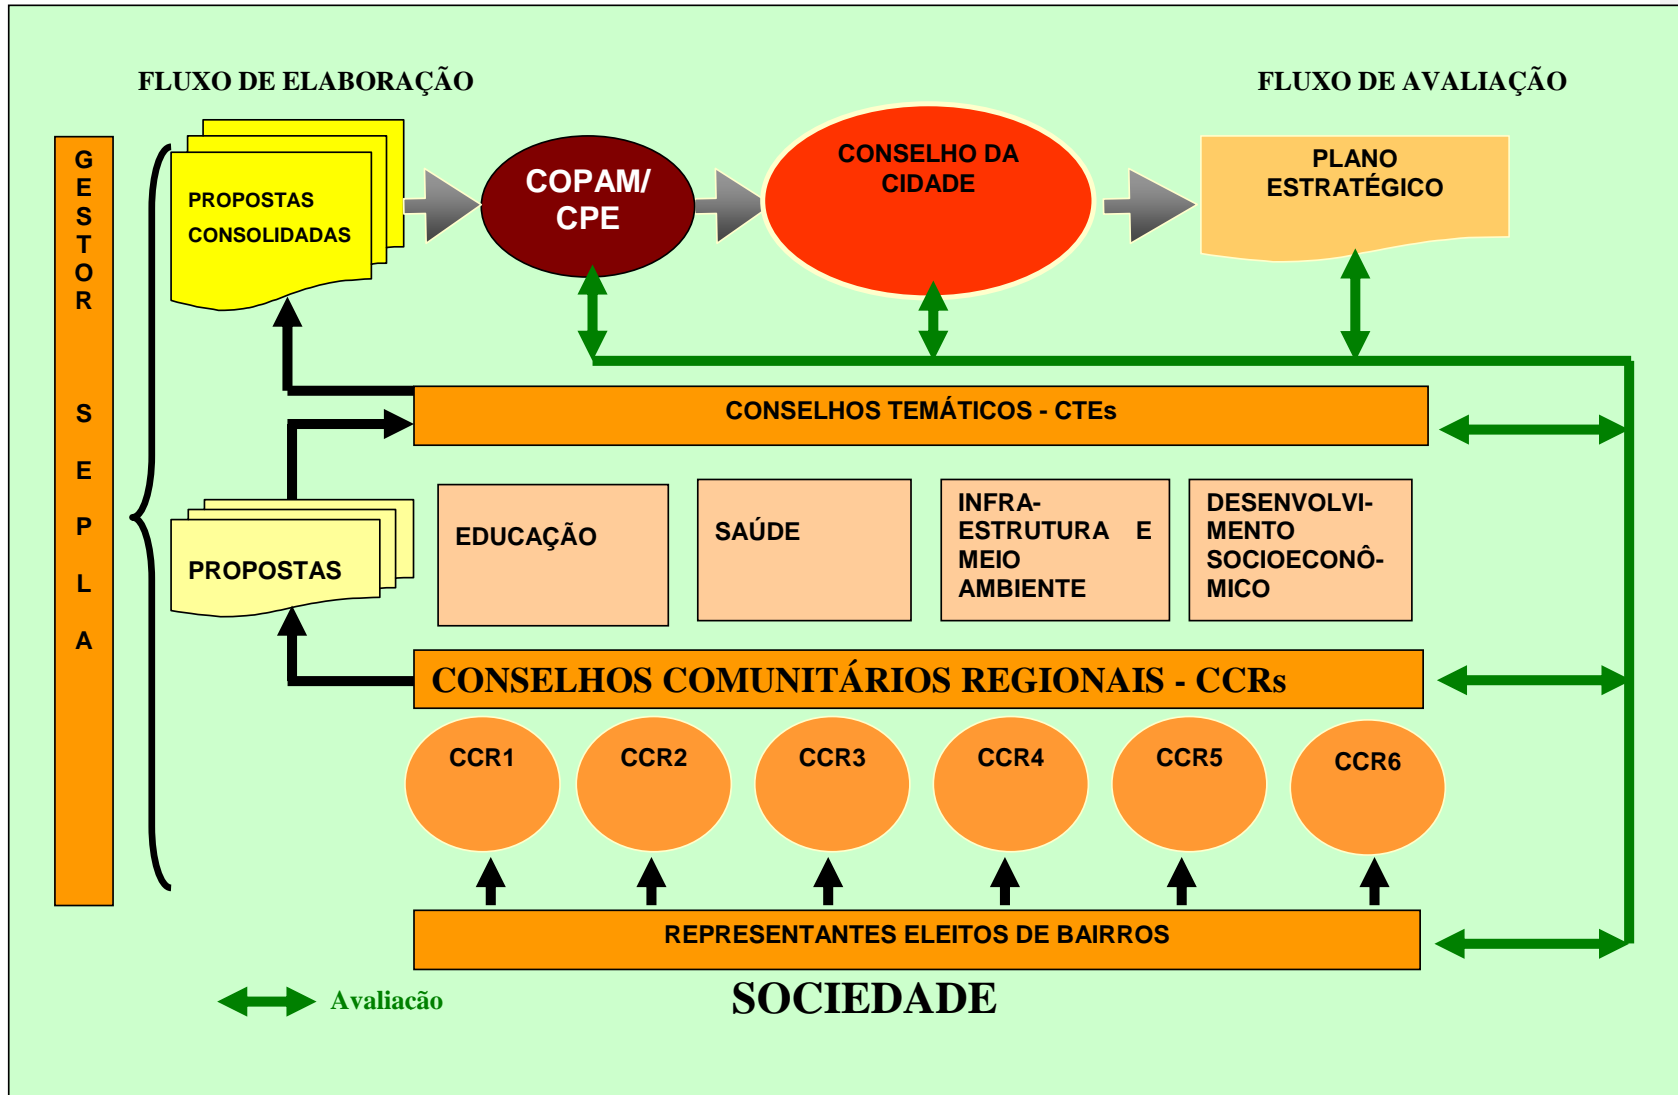 FLUXO DE ELABORAÇÃO
FLUXO DE AVALIAÇÃO
GESTOR SEPLA
PROPOSTAS
CONSOLIDADAS
COPAM/
CPE
CONSELHO DA
CIDADE
PLANO
ESTRATÉGICO
CONSELHOS TEMÁTICOS - CTEs
PROPOSTAS
EDUCAÇÃO
SAÚDE
INFRA-
ESTRUTURA E
MEIO
AMBIENTE
DESENVOLVI-
MENTO
SOCIOECONÔ-
MICO
CONSELHOS COMUNITÁRIOS REGIONAIS - CCRs
CCR1
CCR2
CCR3
CCR4
CCR5
CCR6
REPRESENTANTES ELEITOS DE BAIRROS
Avaliacão
SOCIEDADE